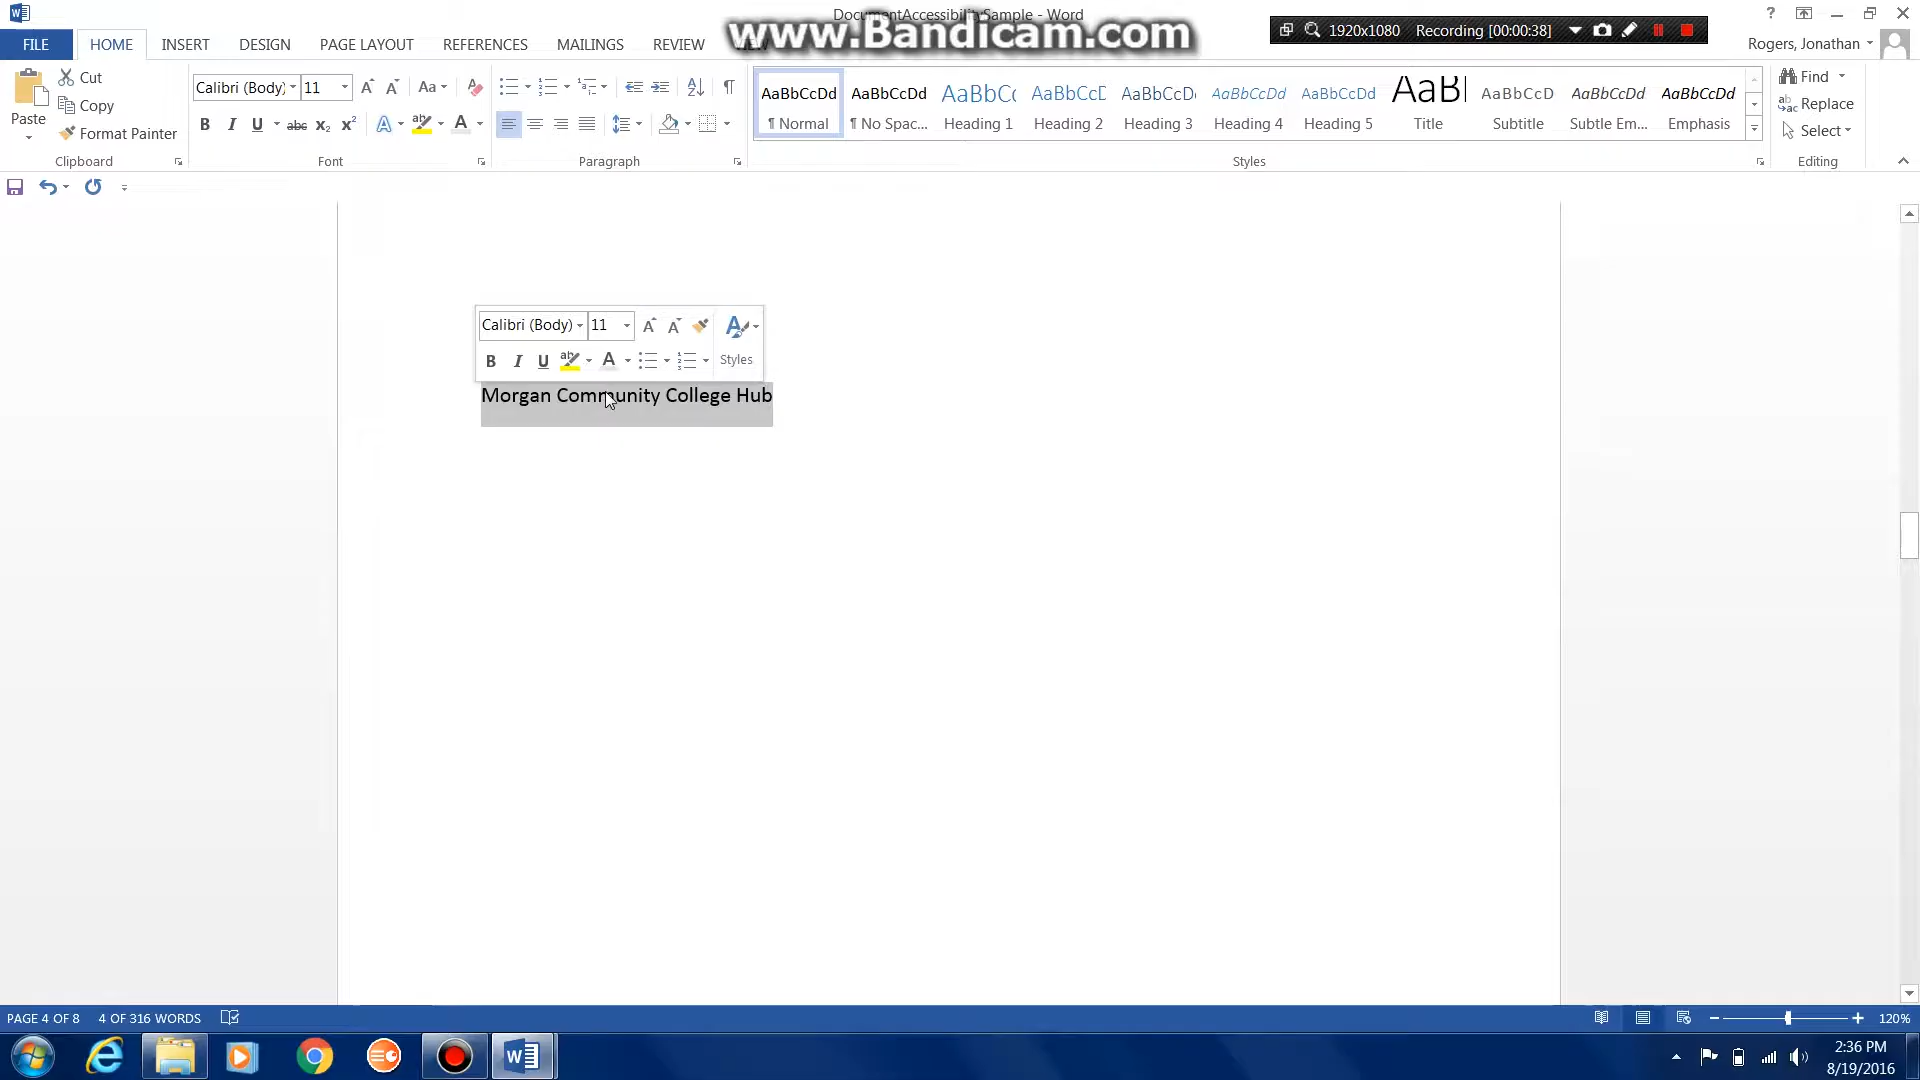 DocumentAccessibilitySample - Word
www.Bandicam.com
1920x1080 Recording [00:00:38]
FILE HOME INSERT DESIGN PAGE LAYOUT REFERENCES MAILINGS REVIEW
Rogers, Jonathan
Paste
Cut
Copy
Format Painter
Clipboard
Calibri (Body) 11
Font
Paragraph
AaBbCcDd AaBbCcDd AaBbC( AaBbCcD AaBbCcD( AaBbCcDd AaBbCcDd AaB AaBbCcD AaBbCcDd AaBbCcDd
¶ Normal ¶ No Spac... Heading 1 Heading 2 Heading 3 Heading 4 Heading 5 Title Subtitle Subtle Em... Emphasis
Styles
Find
Replace
Select
Editing
Calibri (Body) 11
B I U Styles
Morgan Community College Hub
PAGE 4 OF 8 4 OF 316 WORDS
120%
2:36 PM
8/19/2016